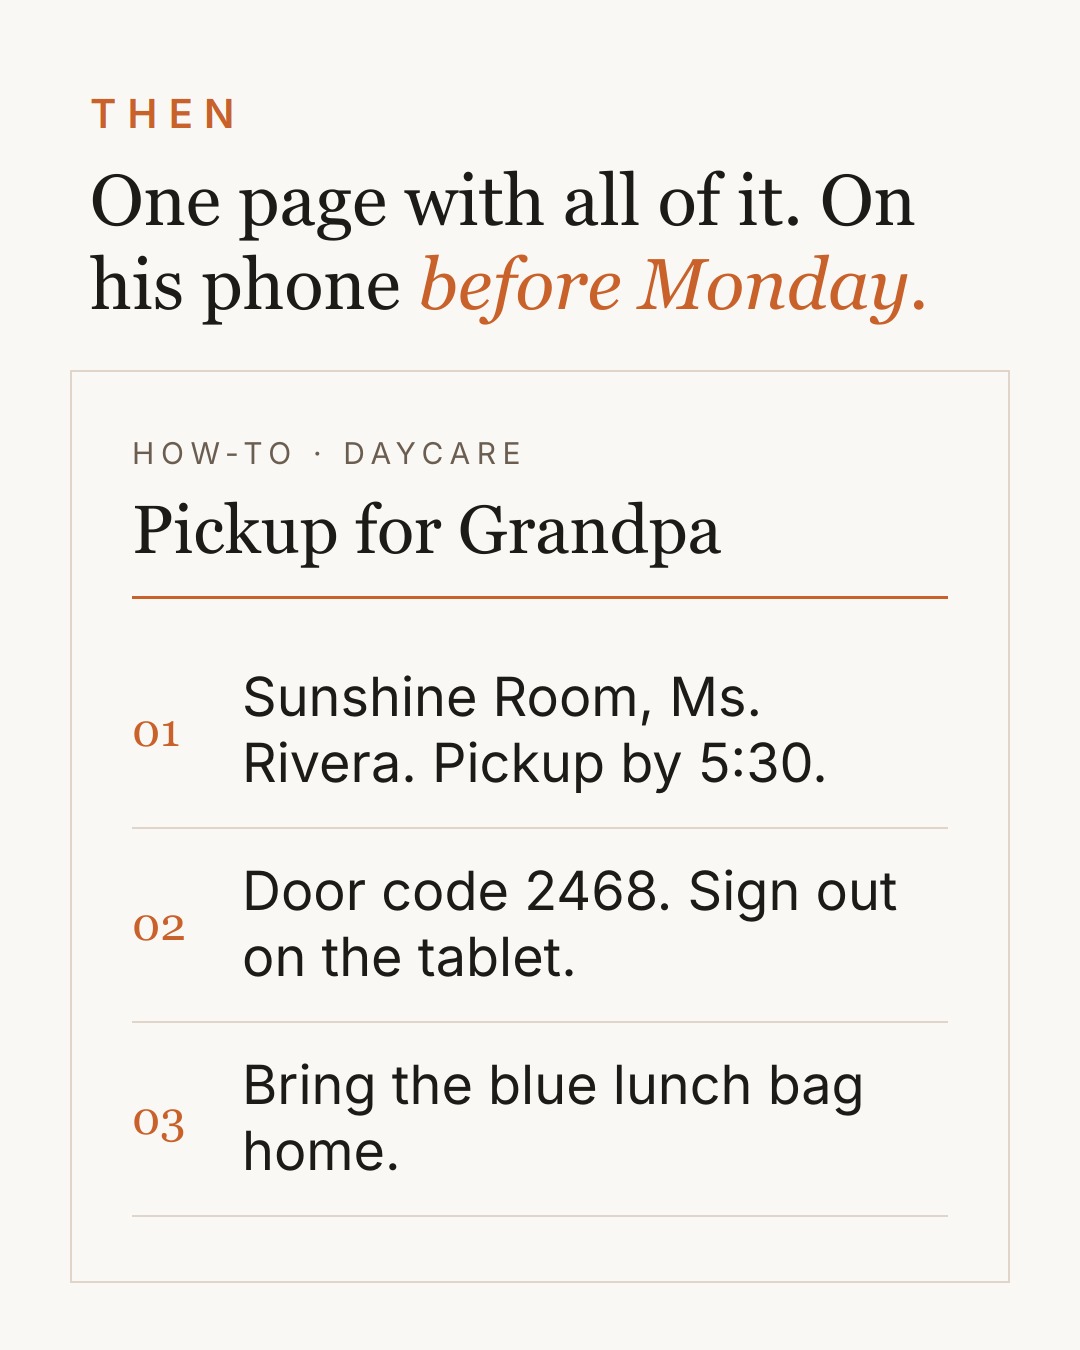 THEN
One page with all of it. On
his phone before Monday.
HOW-TO · DAYCARE
Pickup for Grandpa
01
Sunshine Room, Ms.
Rivera. Pickup by 5:30.
02
Door code 2468. Sign out
on the tablet.
03
Bring the blue lunch bag
home.